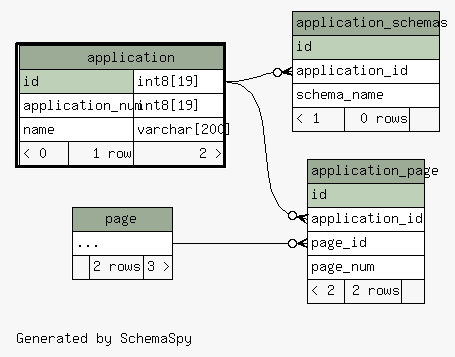 application_schemas
id
application_id
schema_name
< 1 0 rows
application
id int8[19]
application_num int8[19]
name varchar[200]
< 0 1 row 2 >
application_page
id
application_id
page_id
page_num
< 2 2 rows
page
...
2 rows 3 >
Generated by SchemaSpy